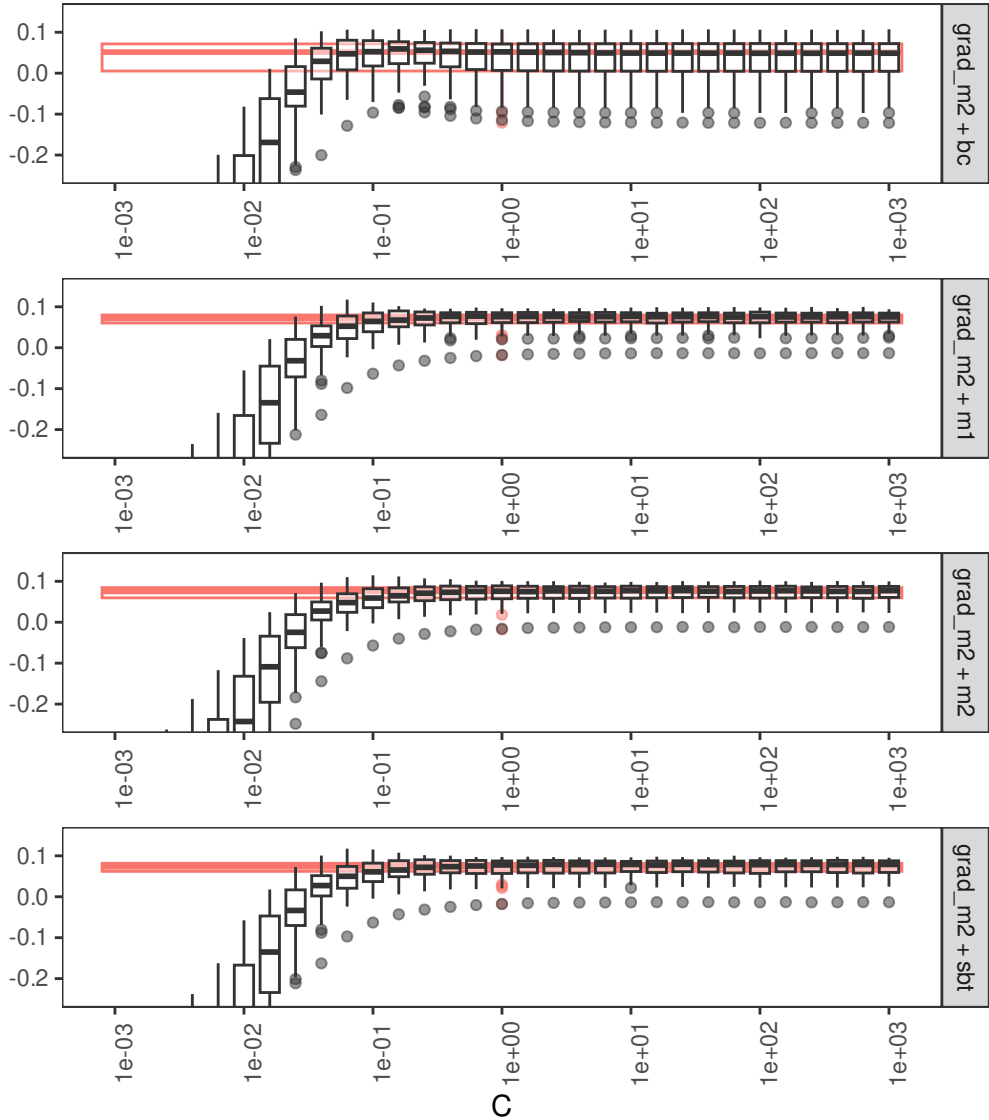 0.1
0.0
-0.1
-0.2
grad_m2 + bc
1e-03
1e-02
1e-01
1e+00
1e+01
1e+02
1e+03
0.1
0.0
-0.1
-0.2
grad_m2 + m1
1e-03
1e-02
1e-01
1e+00
1e+01
1e+02
1e+03
0.1
0.0
-0.1
-0.2
grad_m2 + m2
1e-03
1e-02
1e-01
1e+00
1e+01
1e+02
1e+03
0.1
0.0
-0.1
-0.2
grad_m2 + sbt
1e-03
1e-02
1e-01
1e+00
1e+01
1e+02
1e+03
C